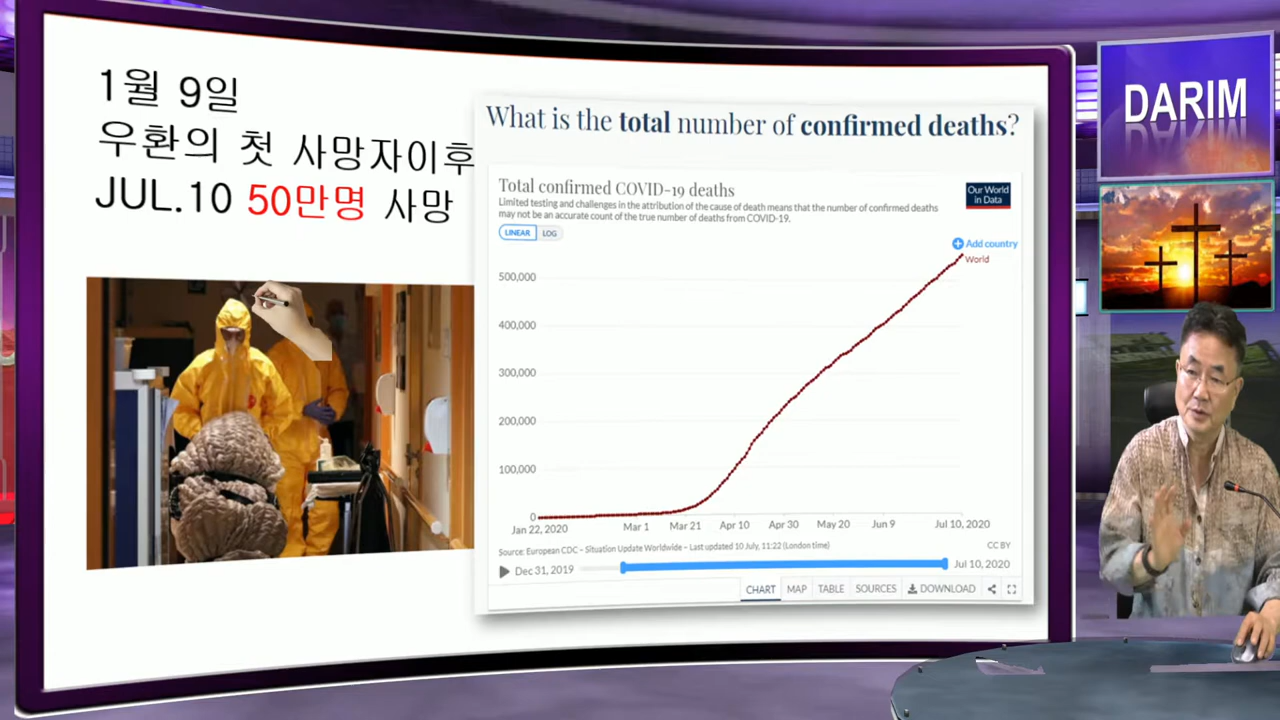 1월 9일
우환의 첫 사망자이후
JUL.10 50만명 사망
What is the total number of confirmed deaths?
Total confirmed COVID-19 deaths
Limited testing and challenges in the attribution of the cause of death means that the number of confirmed deaths
may not be an accurate count of the true number of deaths from COVID-19.
Our World
in Data
LINEAR LOG
Add country
World
500,000
400,000
300,000
200,000
100,000
0
Jan 22, 2020 Mar 1 Mar 21 Apr 10 Apr 30 May 20 Jun 9 Jul 10, 2020
Source: European CDC – Situation Update Worldwide – Last updated 10 July, 11:22 (London time) CC BY
Dec 31, 2019 Jul 10, 2020
CHART MAP TABLE SOURCES DOWNLOAD
DARIM